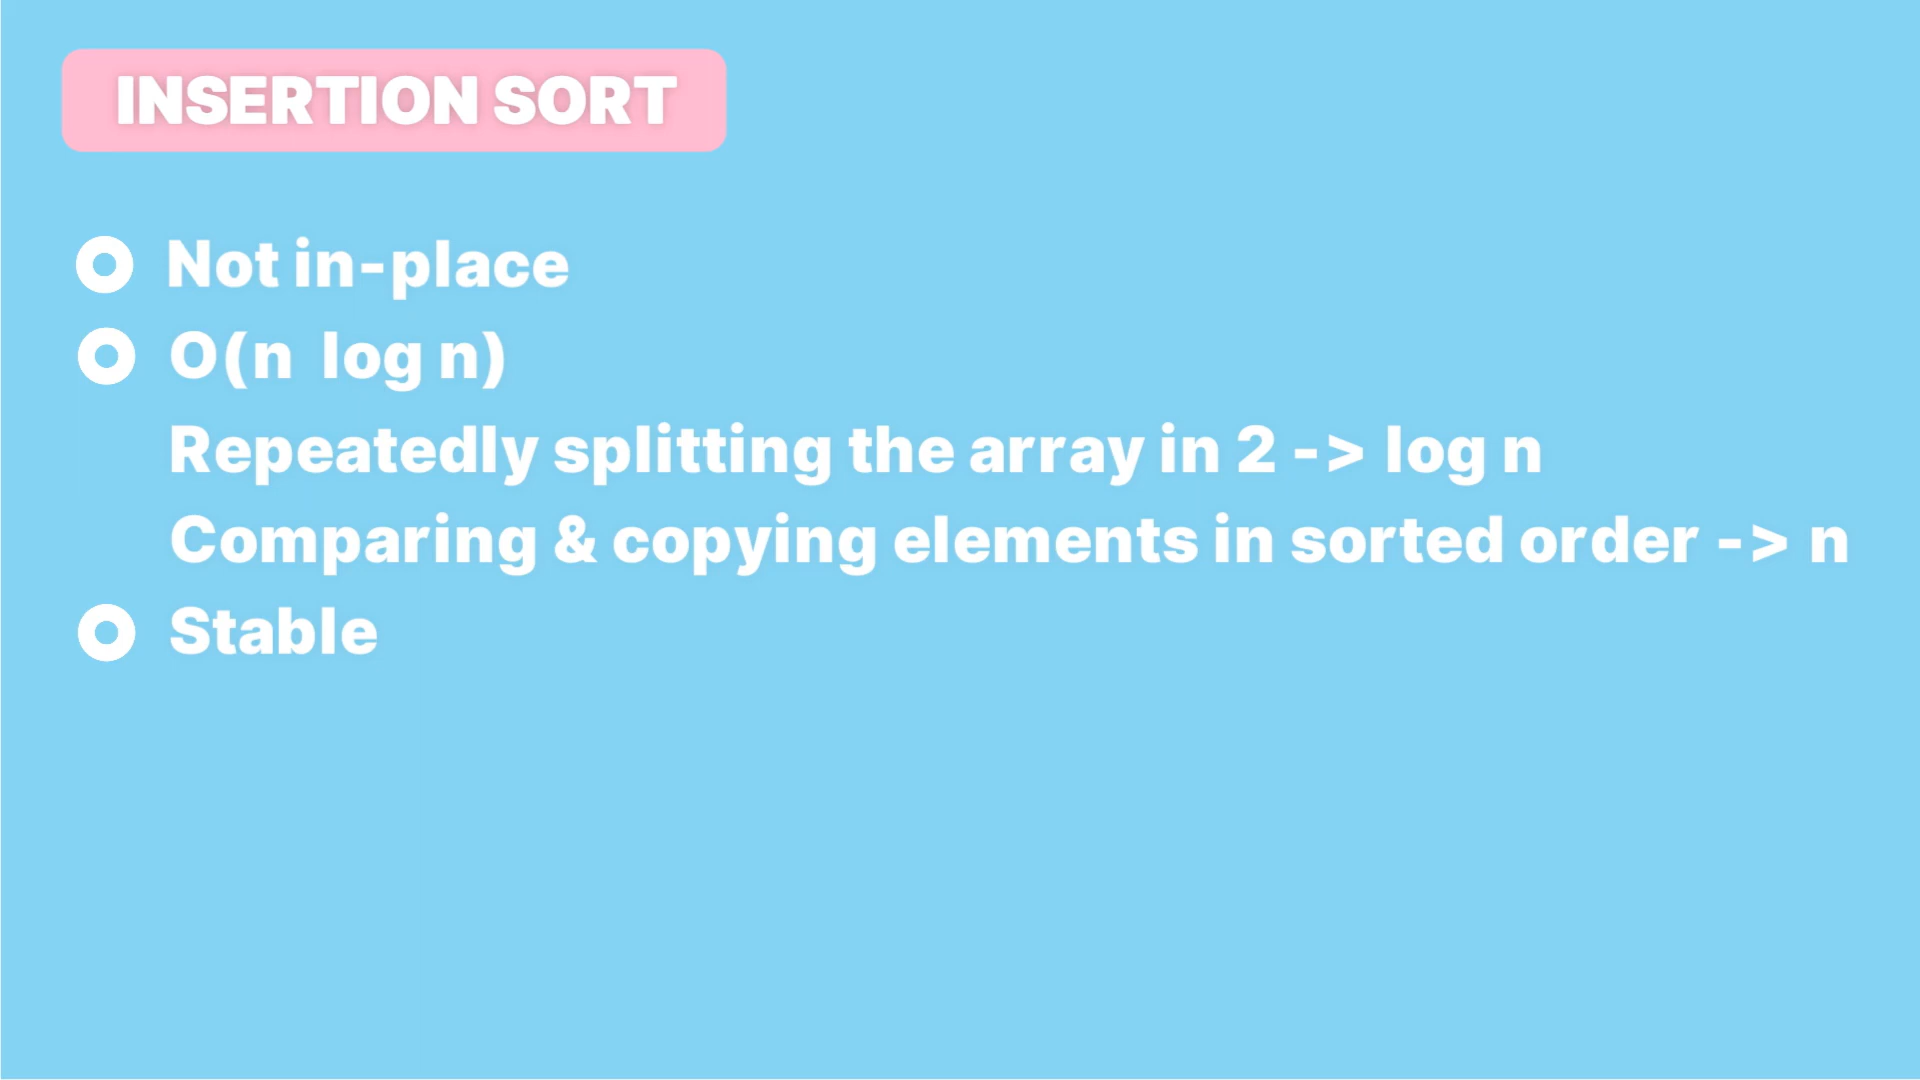 INSERTION SORT
Not in-place
O(n log n)
Repeatedly splitting the array in 2 -> log n
Comparing & copying elements in sorted order -> n
Stable